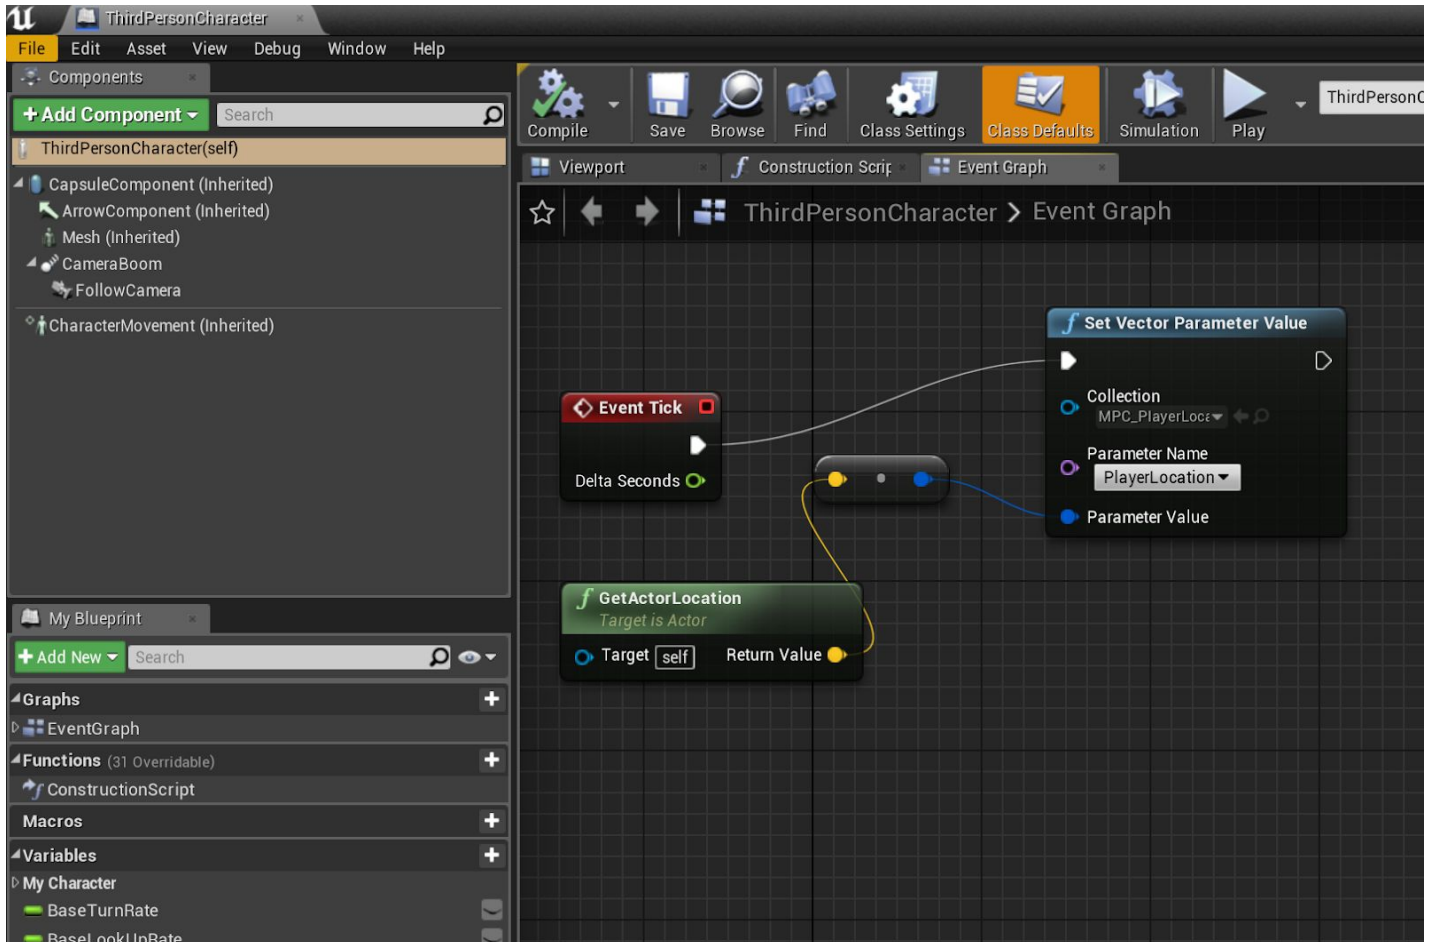 ThirdPersonCharacter
File Edit Asset View Debug Window Help
Components
+Add Component
Search
ThirdPersonCharacter(self)
CapsuleComponent (Inherited)
ArrowComponent (Inherited)
Mesh (Inherited)
CameraBoom
FollowCamera
CharacterMovement (Inherited)
My Blueprint
+Add New
Search
Graphs
EventGraph
Functions (31 Overridable)
ConstructionScript
Macros
Variables
My Character
BaseTurnRate
BaseLookUpRate
Compile Save Browse Find Class Settings Class Defaults Simulation Play
ThirdPersonC
Viewport
Construction Scrip
Event Graph
ThirdPersonCharacter > Event Graph
Event Tick
Delta Seconds
GetActorLocation
Target is Actor
Target self Return Value
Set Vector Parameter Value
Collection
MPC_PlayerLoca
Parameter Name
PlayerLocation
Parameter Value